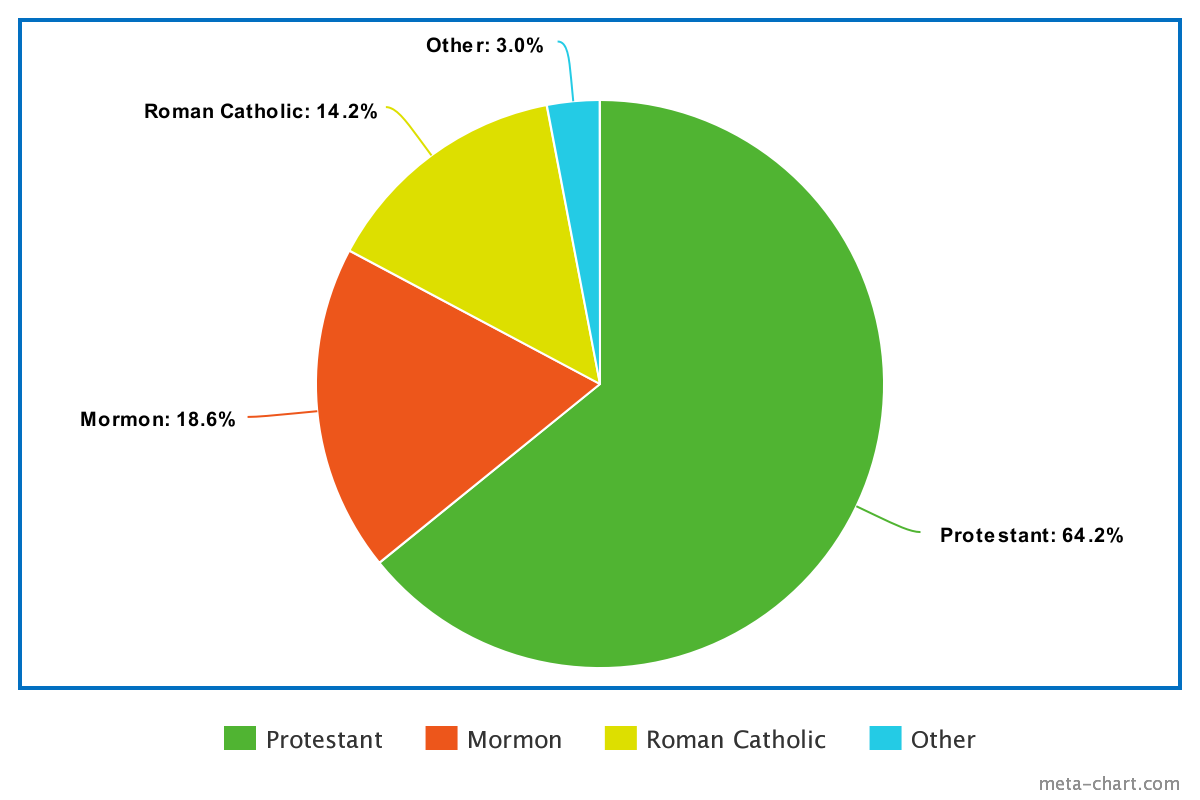 Other: 3.0%
Roman Catholic: 14.2%
Mormon: 18.6%
Protestant: 64.2%
Protestant Mormon Roman Catholic Other
meta-chart.com